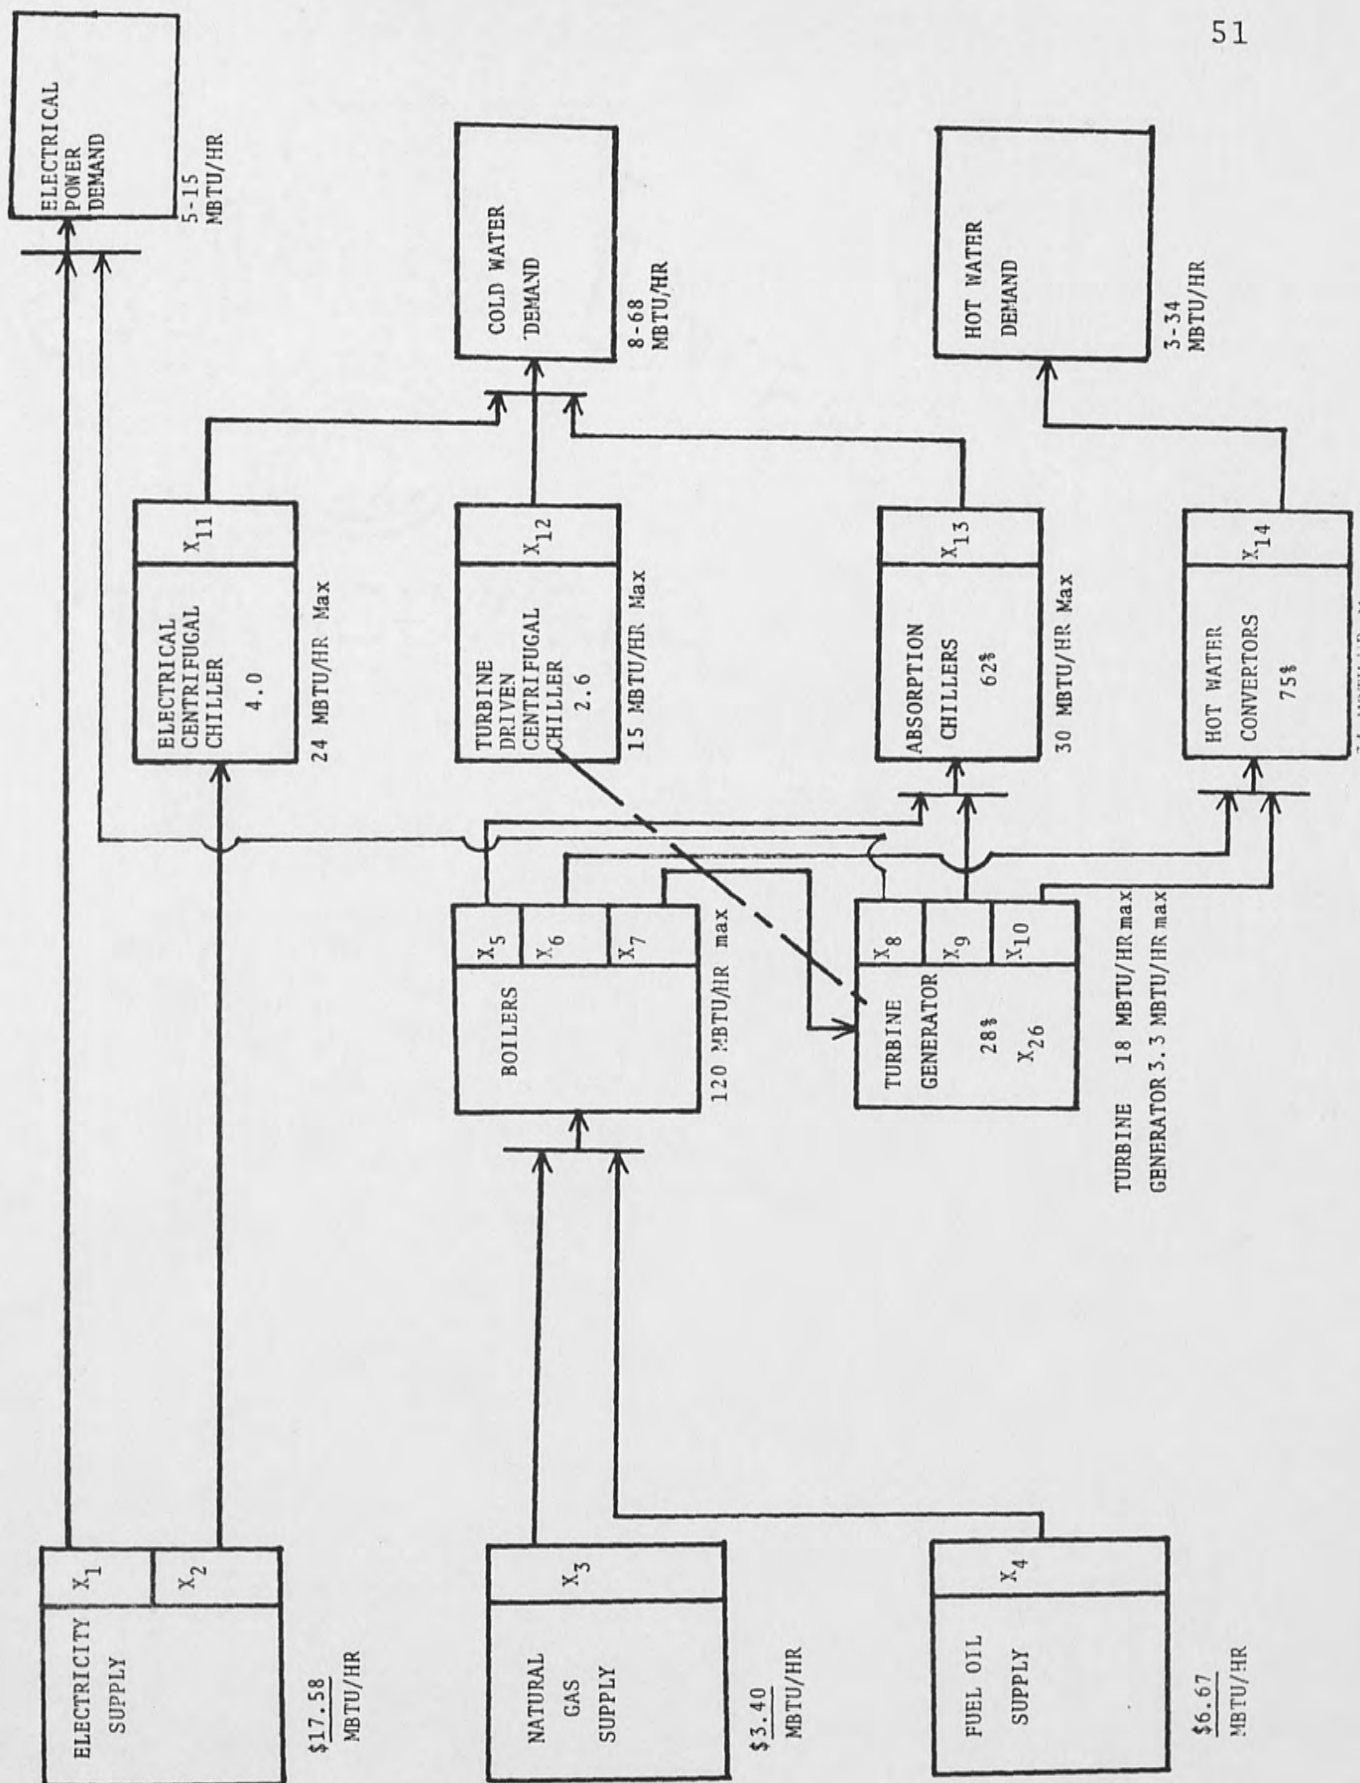 51
ELECTRICITY
SUPPLY
X1
X2
$17.58
MBTU/HR
NATURAL
GAS
SUPPLY
X3
$3.40
MBTU/HR
FUEL OIL
SUPPLY
X4
$6.67
MBTU/HR
BOILERS
X5
X6
X7
120 MBTU/HR max
TURBINE
GENERATOR
28%
X26
X8
X9
X10
TURBINE 18 MBTU/HR max
GENERATOR 3.3 MBTU/HR max
ELECTRICAL
CENTRIFUGAL
CHILLER
4.0
X11
24 MBTU/HR Max
TURBINE
DRIVEN
CENTRIFUGAL
CHILLER
2.6
X12
15 MBTU/HR Max
ABSORPTION
CHILLERS
62%
X13
30 MBTU/HR Max
HOT WATER
CONVERTORS
75%
X14
ELECTRICAL
POWER
DEMAND
5-15
MBTU/HR
COLD WATER
DEMAND
8-68
MBTU/HR
HOT WATER
DEMAND
3-34
MBTU/HR